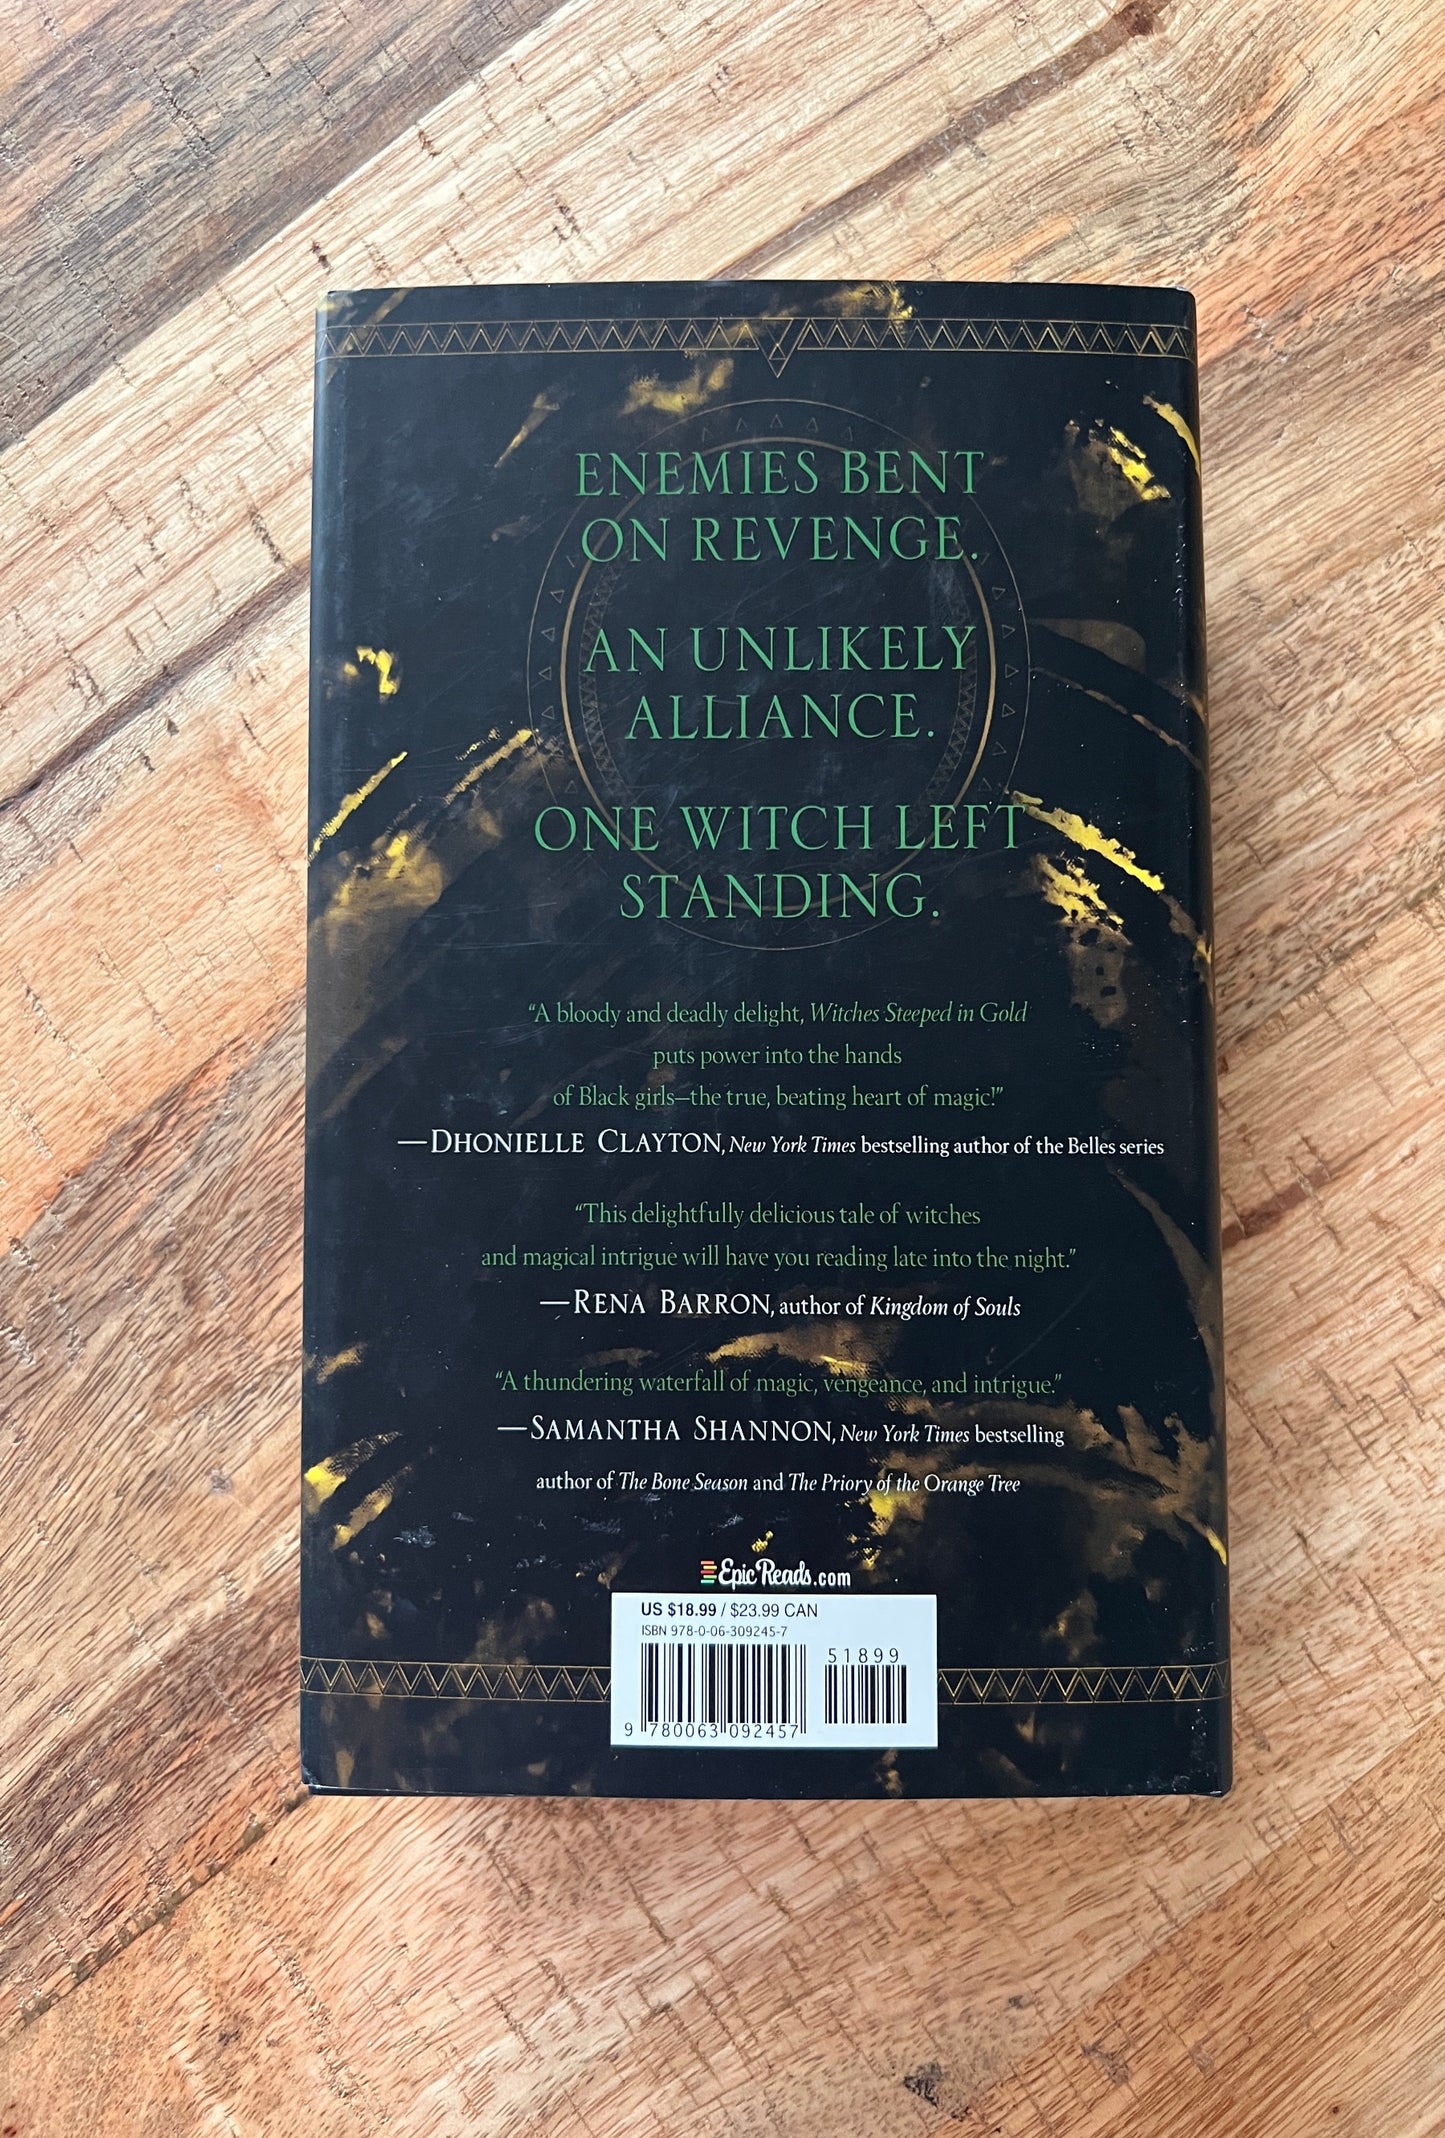 ENEMIES BENT
ON REVENGE.
AN UNLIKELY
ALLIANCE.
ONE WITCH LEFT
STANDING.
“A bloody and deadly delight, Witches Steeped in Gold
puts power into the hands
of Black girls—the true, beating heart of magic!”
—DHONIELLE CLAYTON, New York Times bestselling author of the Belles series
“This delightfully delicious tale of witches
and magical intrigue will have you reading late into the night.”
—RENA BARRON, author of Kingdom of Souls
“A thundering waterfall of magic, vengeance, and intrigue.”
—SAMANTHA SHANNON, New York Times bestselling
author of The Bone Season and The Priory of the Orange Tree
EpicReads.com
US $18.99 / $23.99 CAN
ISBN 978-0-06-309245-7
51899
9 780063 092457